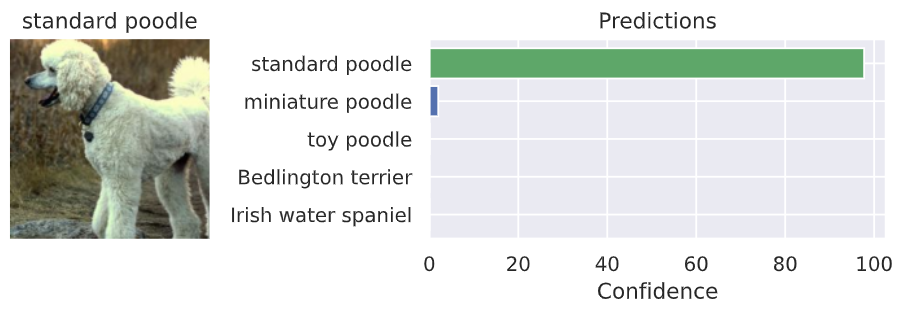 standard poodle
Predictions
standard poodle
miniature poodle
toy poodle
Bedlington terrier
Irish water spaniel
0 20 40 60 80 100
Confidence